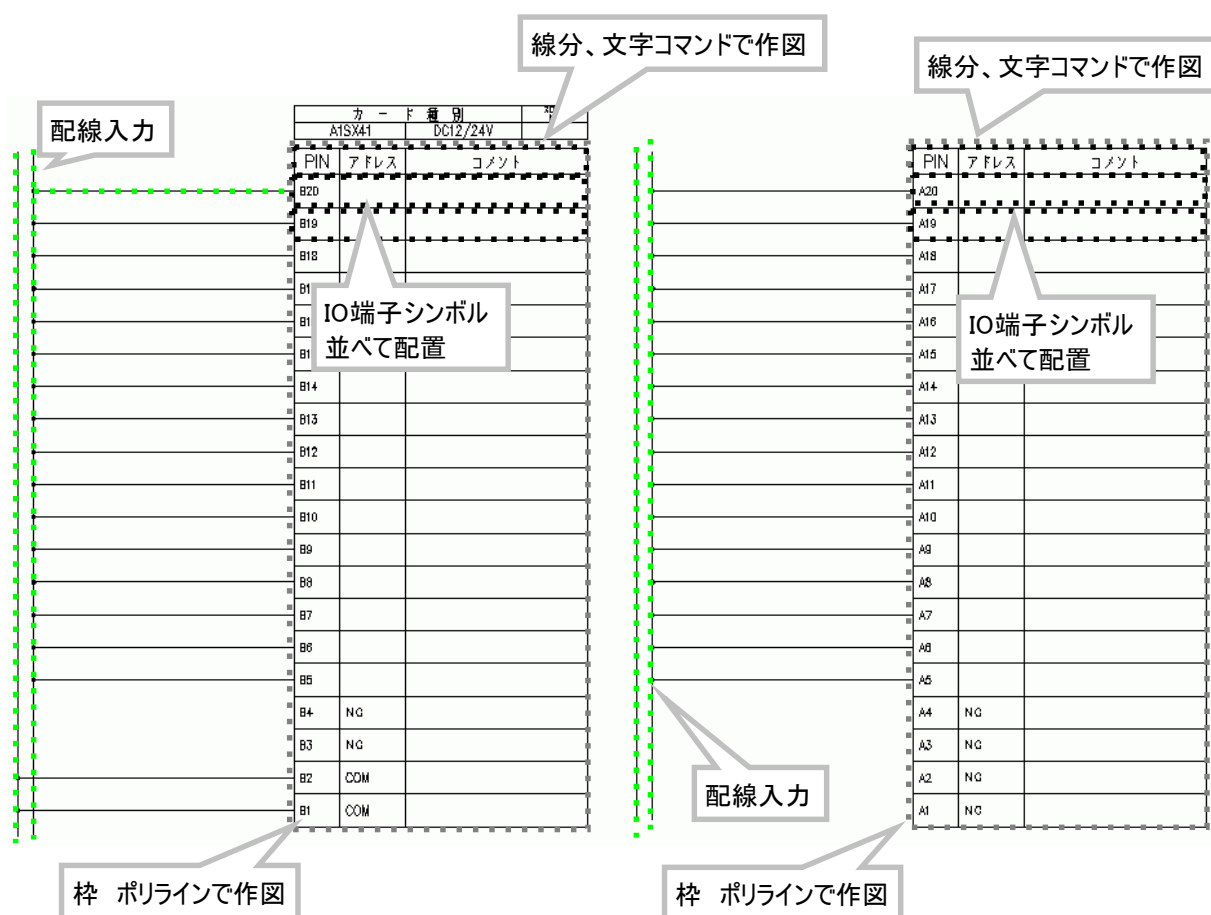 線分、文字コマンドで作図
線分、文字コマンドで作図
配線入力
カ ー ド 種 別
A1SX41 DC12/24V
PIN アドレス コメント
B20
B19
B18
IO端子シンボル
並べて配置
B14
B13
B12
B11
B10
B9
B8
B7
B6
B5
B4 NC
B3 NC
B2 COM
B1 COM
枠 ポリラインで作図
PIN アドレス コメント
A20
A19
A18
A17
A16
A15
A14
A13
A12
A11
A10
A9
A8
A7
A6
A5
A4 NC
A3 NC
A2 NC
A1 NC
IO端子シンボル
並べて配置
配線入力
枠 ポリラインで作図